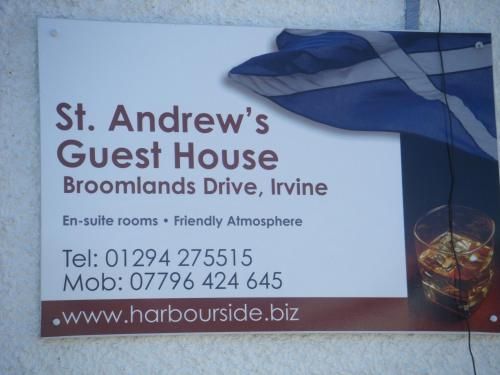 St. Andrew's
Guest House
Broomlands Drive, Irvine
En-suite rooms • Friendly Atmosphere
Tel: 01294 275515
Mob: 07796 424 645
•www.harbourside.biz